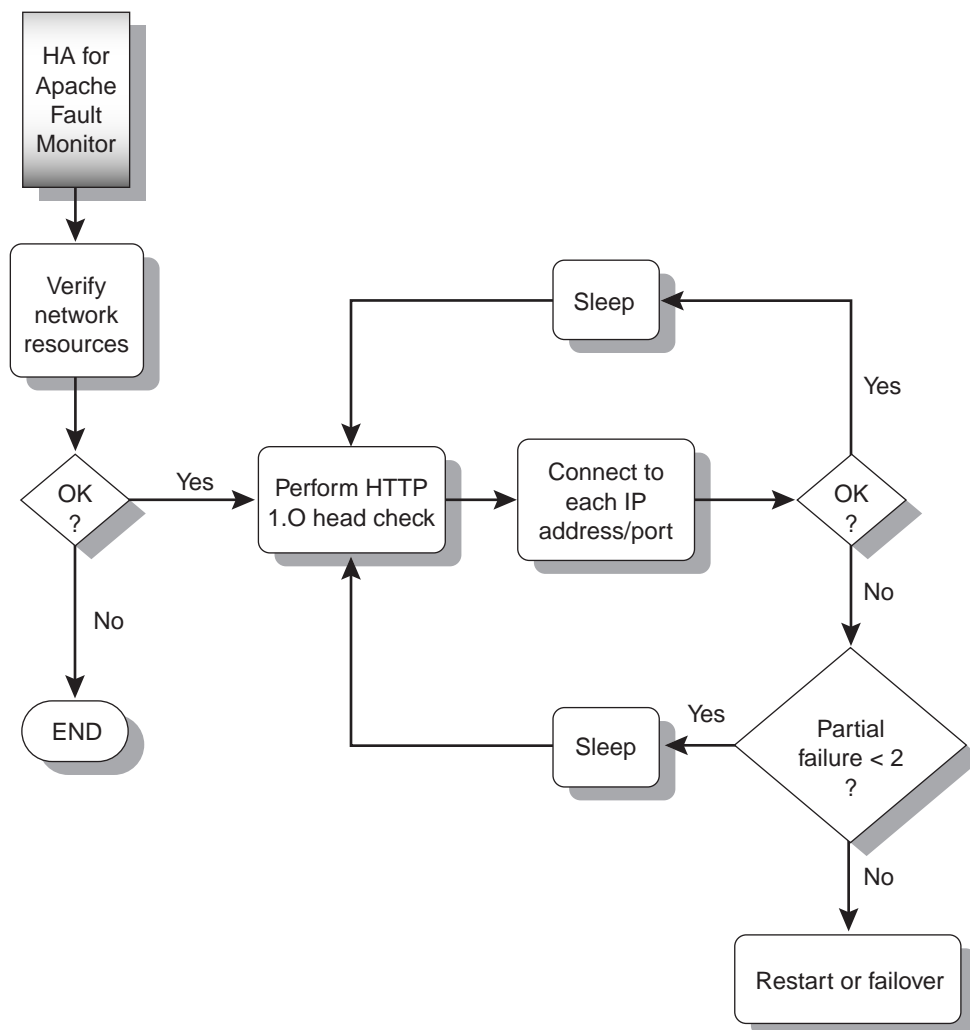 HA for
Apache
Fault
Monitor
Verify
network
resources
OK
?
Yes
No
END
Perform HTTP
1.O head check
Connect to
each IP
address/port
OK
?
Yes
Sleep
No
Partial
failure < 2
?
Yes
Sleep
No
Restart or failover